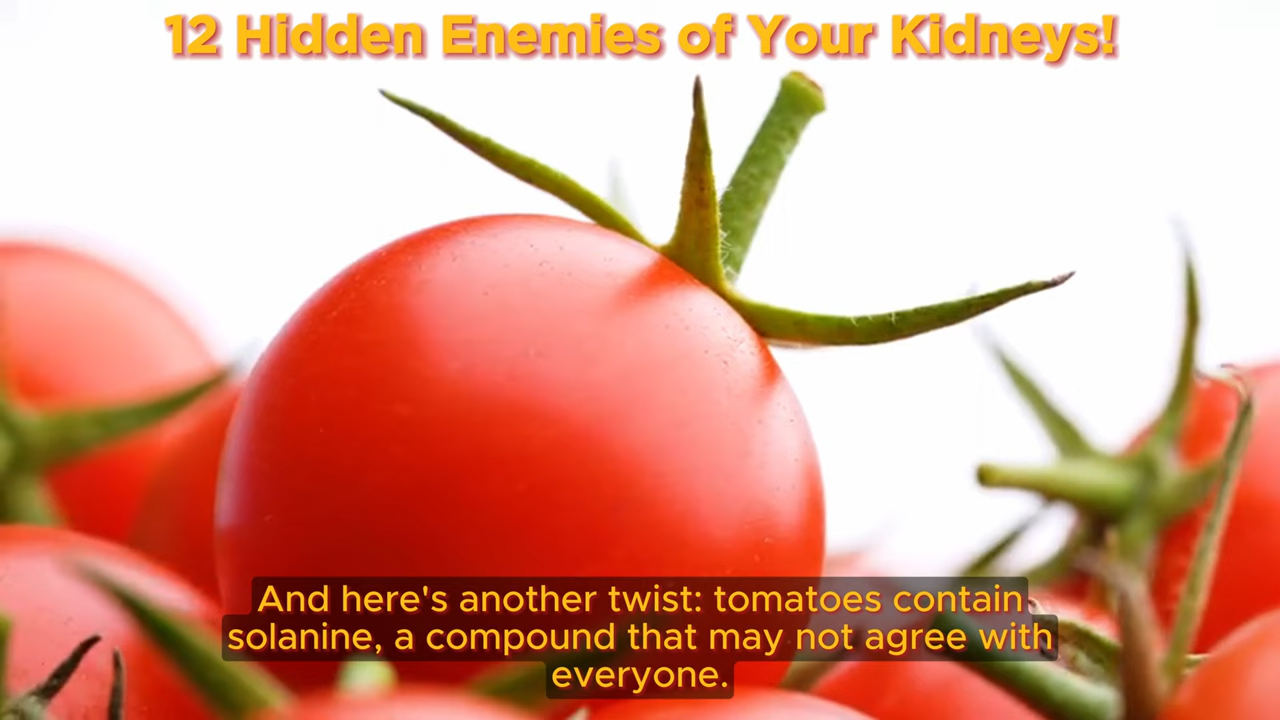 12 Hidden Enemies of Your Kidneys!
And here's another twist: tomatoes contain
solanine, a compound that may not agree with
everyone.